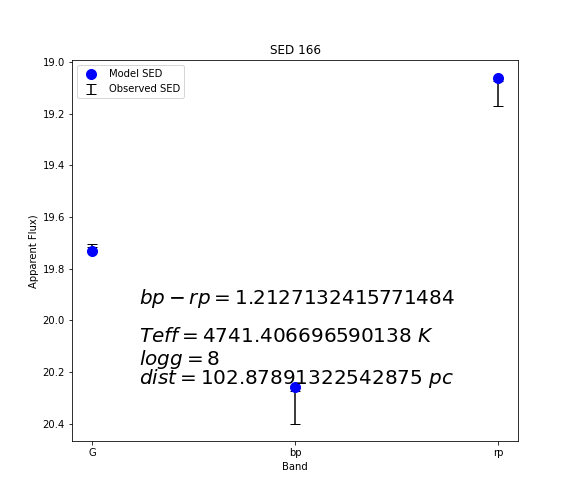 SED 166
Model SED
Observed SED
19.0
19.2
19.4
19.6
19.8
20.0
20.2
20.4
Apparent Flux)
bp − rp = 1.2127132415771484
Teff = 4741.406696590138 K
logg = 8
dist = 102.87891322542875 pc
G bp rp
Band